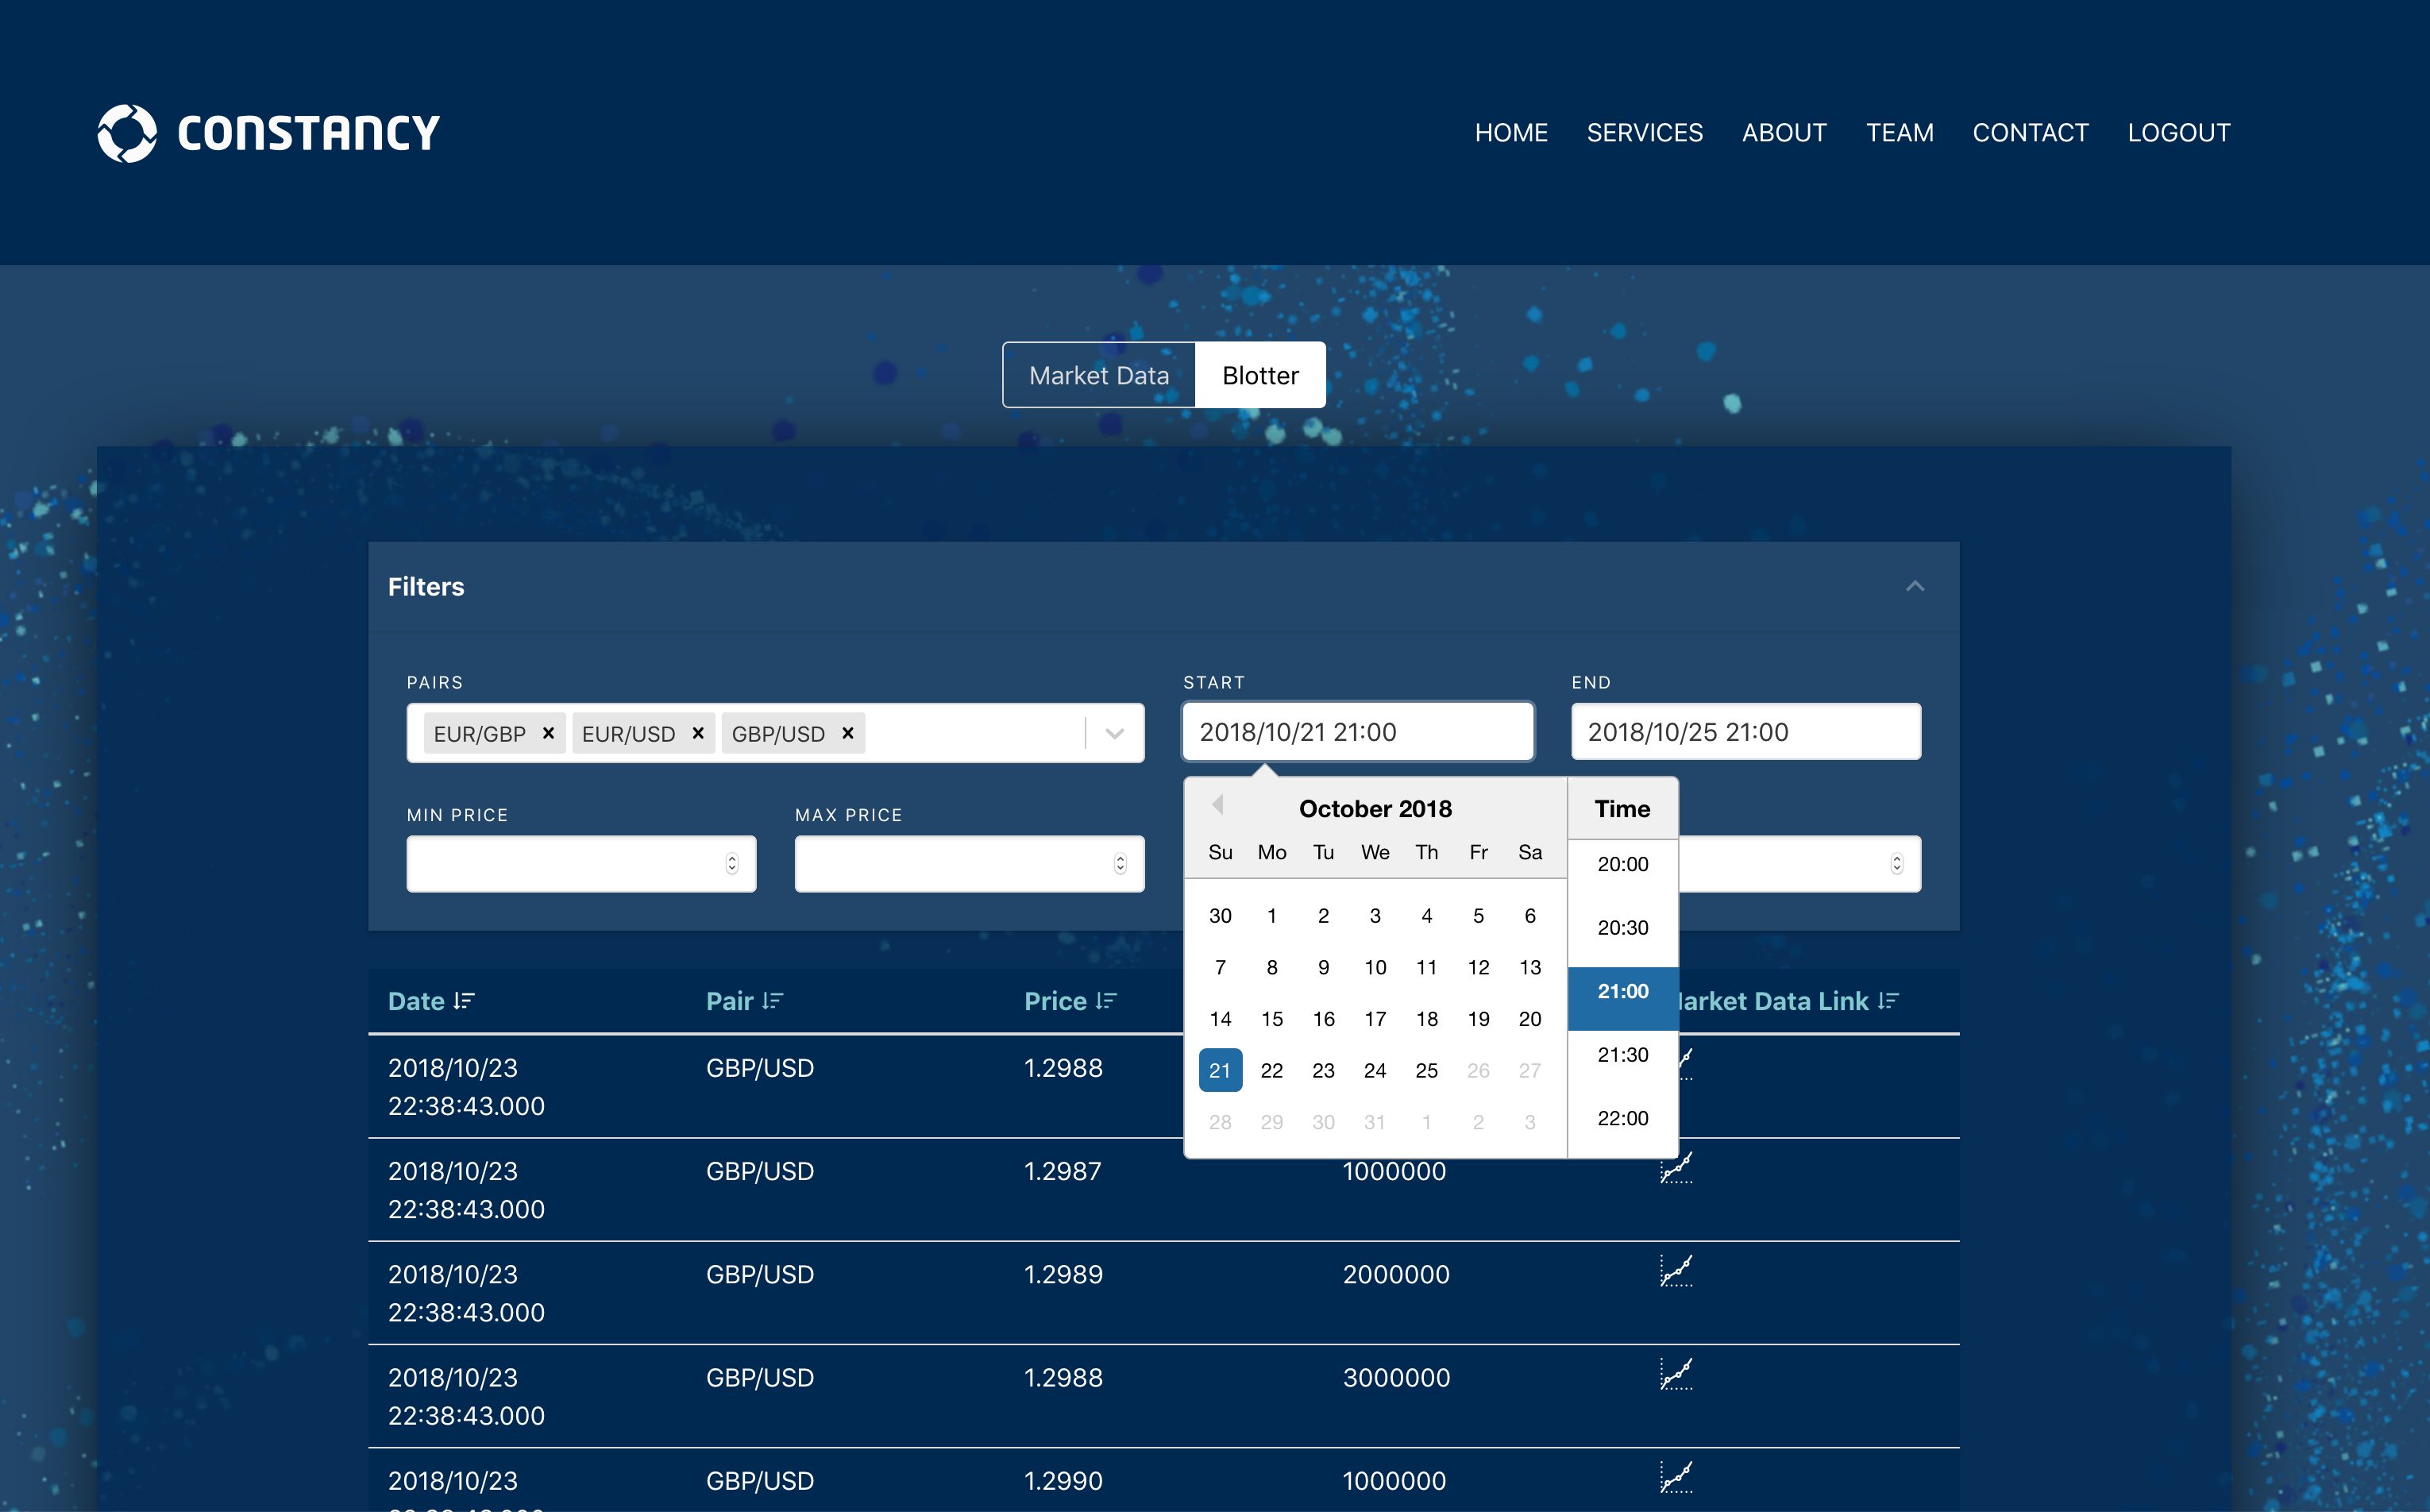 CONSTANCY
HOME SERVICES ABOUT TEAM CONTACT LOGOUT
Market Data Blotter
Filters
PAIRS START END
EUR/GBP × EUR/USD × GBP/USD × 2018/10/21 21:00 2018/10/25 21:00
MIN PRICE MAX PRICE
October 2018 Time
Su Mo Tu We Th Fr Sa
20:00
30 1 2 3 4 5 6
20:30
7 8 9 10 11 12 13
21:00
14 15 16 17 18 19 20
21:30
21 22 23 24 25 26 27
22:00
28 29 30 31 1 2 3
Date Pair Price arket Data Link
2018/10/23 GBP/USD 1.2988
22:38:43.000
2018/10/23 GBP/USD 1.2987 1000000
22:38:43.000
2018/10/23 GBP/USD 1.2989 2000000
22:38:43.000
2018/10/23 GBP/USD 1.2988 3000000
22:38:43.000
2018/10/23 GBP/USD 1.2990 1000000